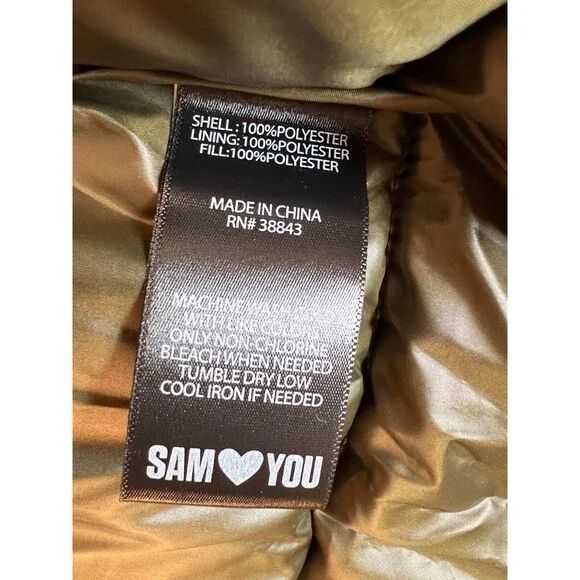 SHELL:100%POLYESTER
LINING:100%POLYESTER
FILL:100%POLYESTER
MADE IN CHINA
RN# 38843
MACHINE WASH
WITH LIKE COLORS
ONLY NON-CHLORINE
BLEACH WHEN NEEDED
TUMBLE DRY LOW
COOL IRON IF NEEDED
SAM♥YOU